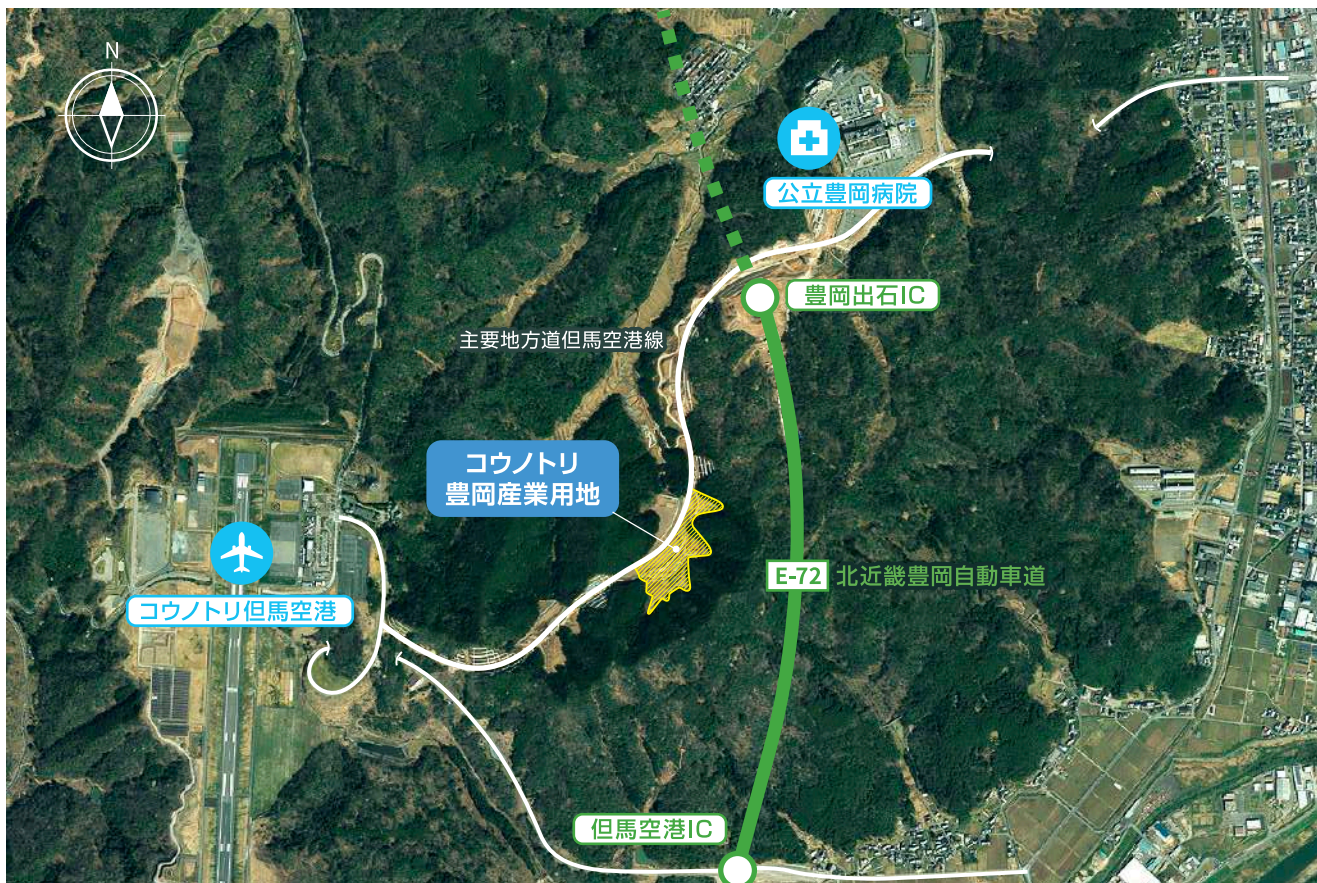 N
公立豊岡病院
豊岡出石IC
主要地方道但馬空港線
コウノトリ
豊岡産業用地
E-72 北近畿豊岡自動車道
コウノトリ但馬空港
但馬空港IC